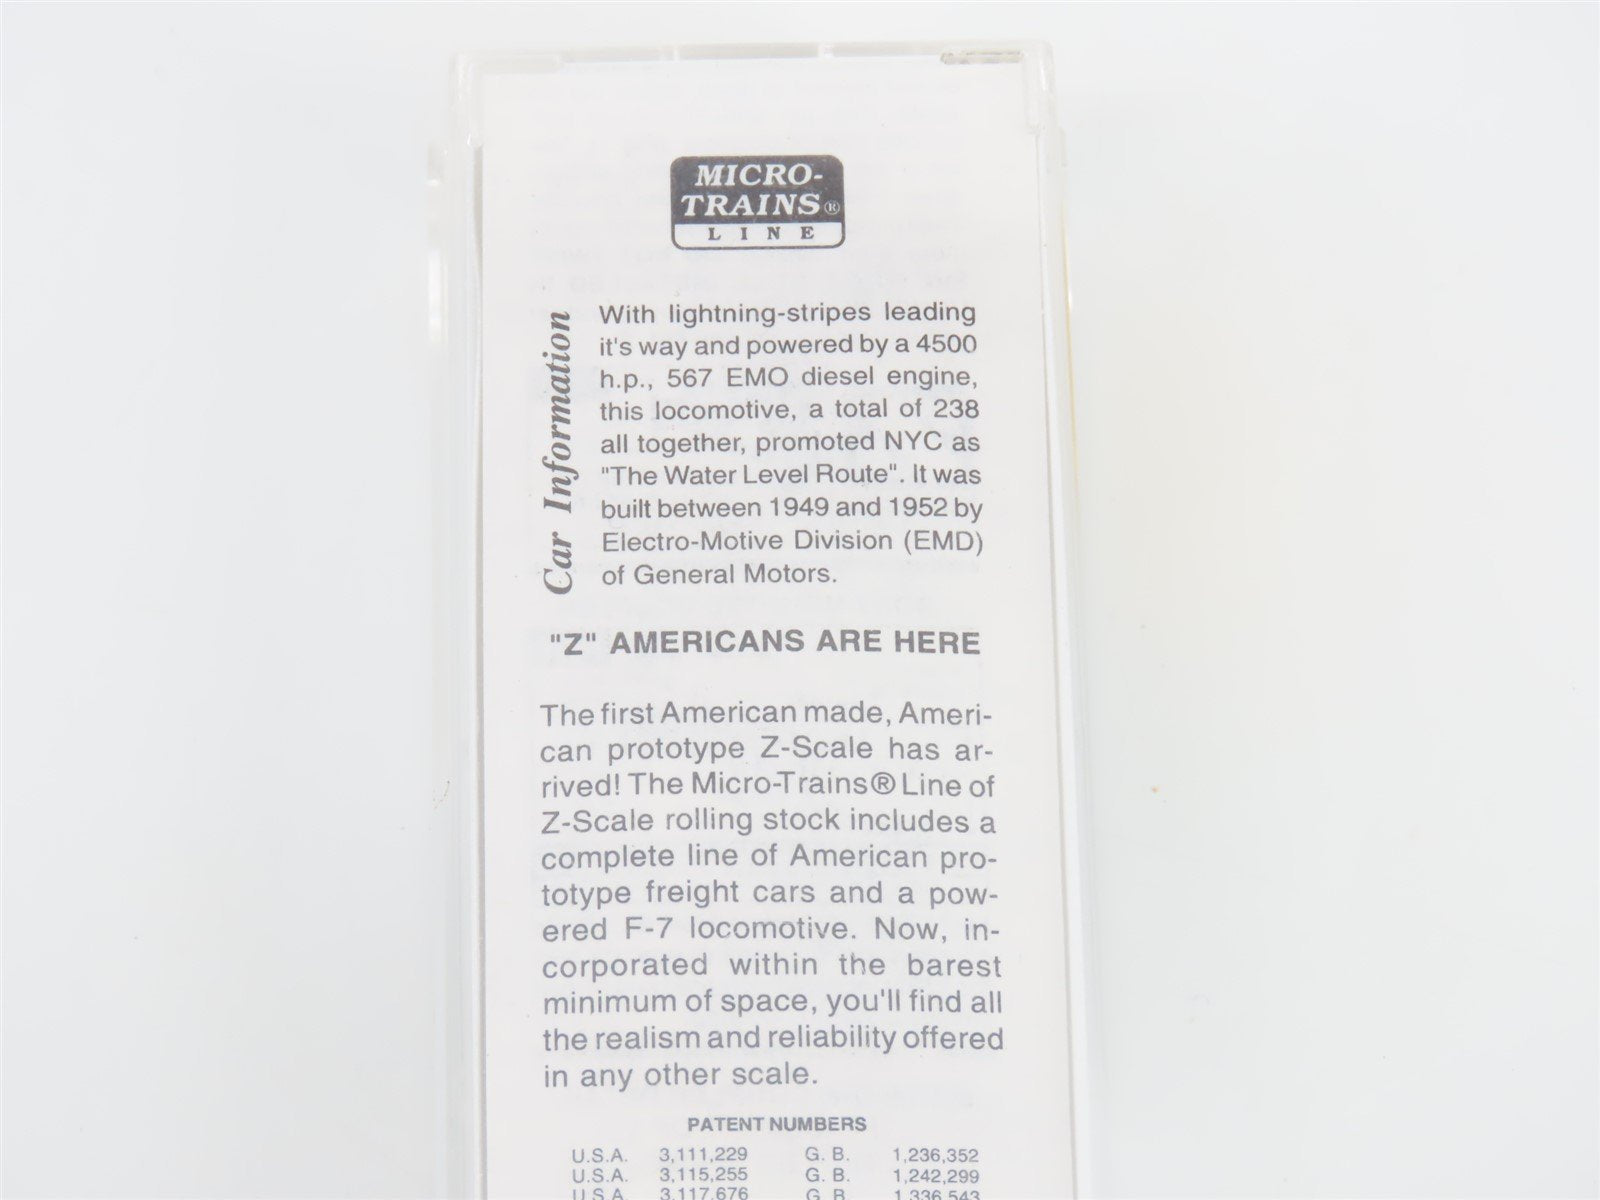 MICRO-
TRAINS®
LINE
Car Information
With lightning-stripes leading
it's way and powered by a 4500
h.p., 567 EMO diesel engine,
this locomotive, a total of 238
all together, promoted NYC as
"The Water Level Route". It was
built between 1949 and 1952 by
Electro-Motive Division (EMD)
of General Motors.
"Z" AMERICANS ARE HERE
The first American made, Ameri-
can prototype Z-Scale has ar-
rived! The Micro-Trains® Line of
Z-Scale rolling stock includes a
complete line of American pro-
totype freight cars and a pow-
ered F-7 locomotive. Now, in-
corporated within the barest
minimum of space, you'll find all
the realism and reliability offered
in any other scale.
PATENT NUMBERS
U.S.A. 3,111,229 G. B. 1,236,352
U.S.A. 3,115,255 G. B. 1,242,299
U.S.A. 3,117,676 G. B. 1,336,543